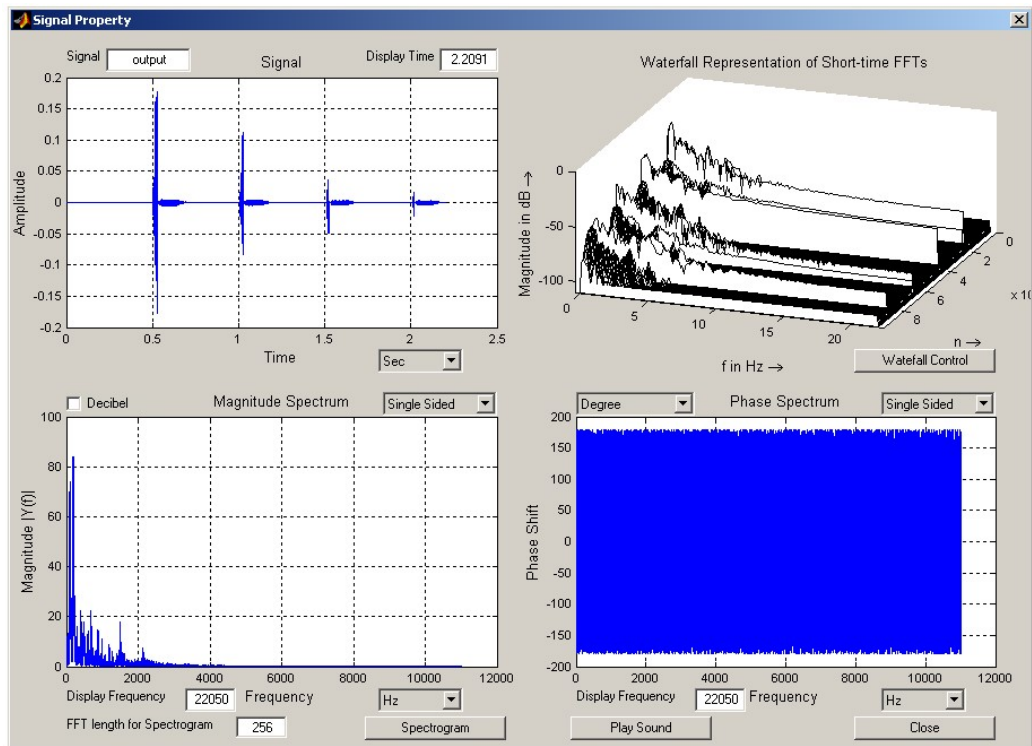 Signal Property
Signal output Signal Display Time 2.2091
0.2
0.15
0.1
0.05
0
-0.05
-0.1
-0.15
-0.2
Amplitude
0 0.5 1 1.5 2 2.5
Time
Sec
Waterfall Representation of Short-time FFTs
0
-50
-100
Magnitude in dB →
0 5 10 15 20
f in Hz →
0 2 4 6 8
x 10
n →
Watefall Control
Decibel Magnitude Spectrum Single Sided
100
80
60
40
20
0
Magnitude |Y(f)|
0 2000 4000 6000 8000 10000 12000
Display Frequency 22050 Frequency Hz
FFT length for Spectrogram 256 Spectrogram
Degree Phase Spectrum Single Sided
200
150
100
50
0
-50
-100
-150
-200
Phase Shift
0 2000 4000 6000 8000 10000 12000
Display Frequency 22050 Frequency Hz
Play Sound Close